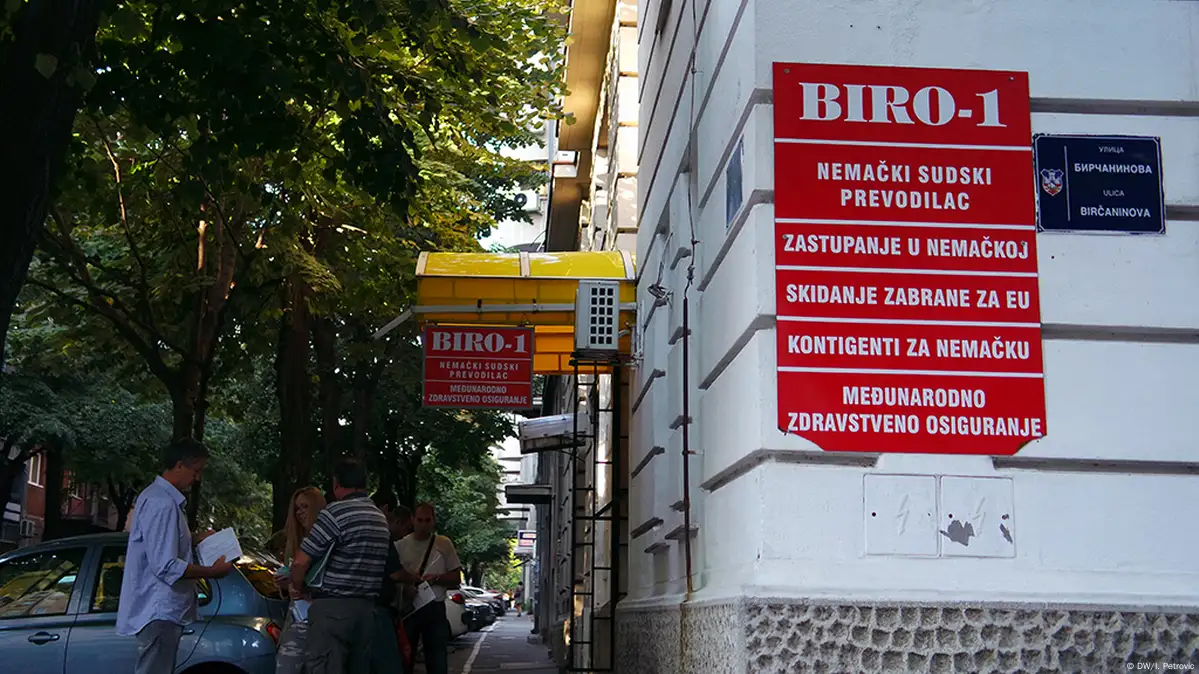 BIRO-1
NEMAČKI SUDSKI
PREVODILAC
ZASTUPANJE U NEMAČKOJ
SKIDANJE ZABRANE ZA EU
KONTIGENTI ZA NEMAČKU
MEĐUNARODNO
ZDRAVSTVENO OSIGURANJE
УЛИЦА
БИРЧАНИНОВА
ULICA
BIRČANINOVA
BIRO-1
NEMAČKI SUDSKI
PREVODILAC
MEĐUNARODNO
ZDRAVSTVENO OSIGURANJE
© DW/I. Petrovic